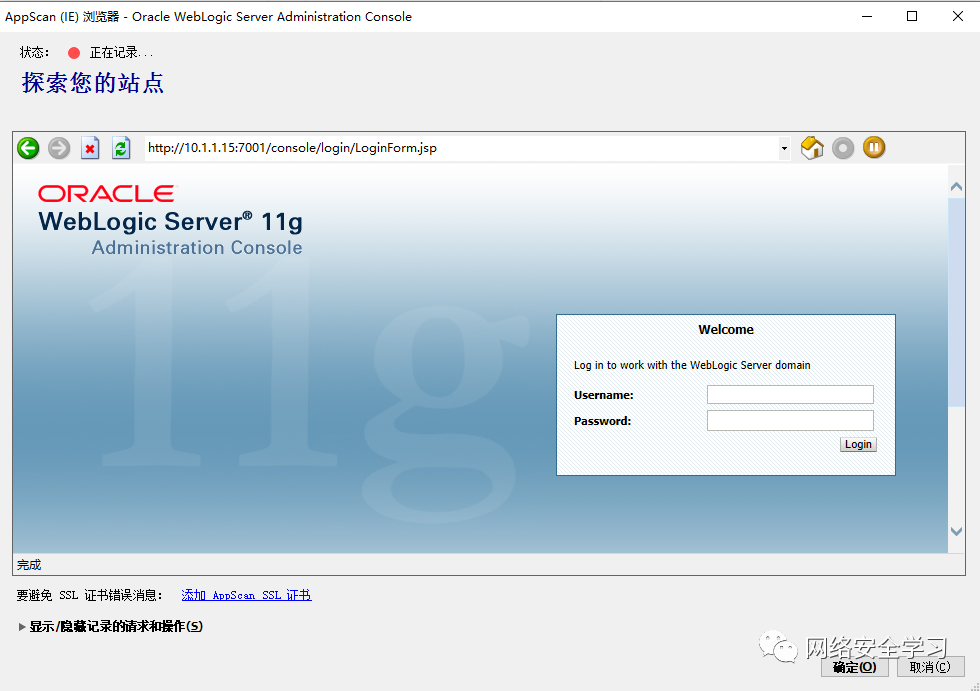 AppScan (IE) 浏览器 - Oracle WebLogic Server Administration Console
状态： 正在记录...
探索您的站点
http://10.1.1.15:7001/console/login/LoginForm.jsp
ORACLE
WebLogic Server® 11g
Administration Console
11g
Welcome
Log in to work with the WebLogic Server domain
Username:
Password:
Login
完成
要避免 SSL 证书错误消息： 添加 AppScan SSL 证书
显示/隐藏记录的请求和操作(S)
网络安全学习
确定(O) 取消(C)